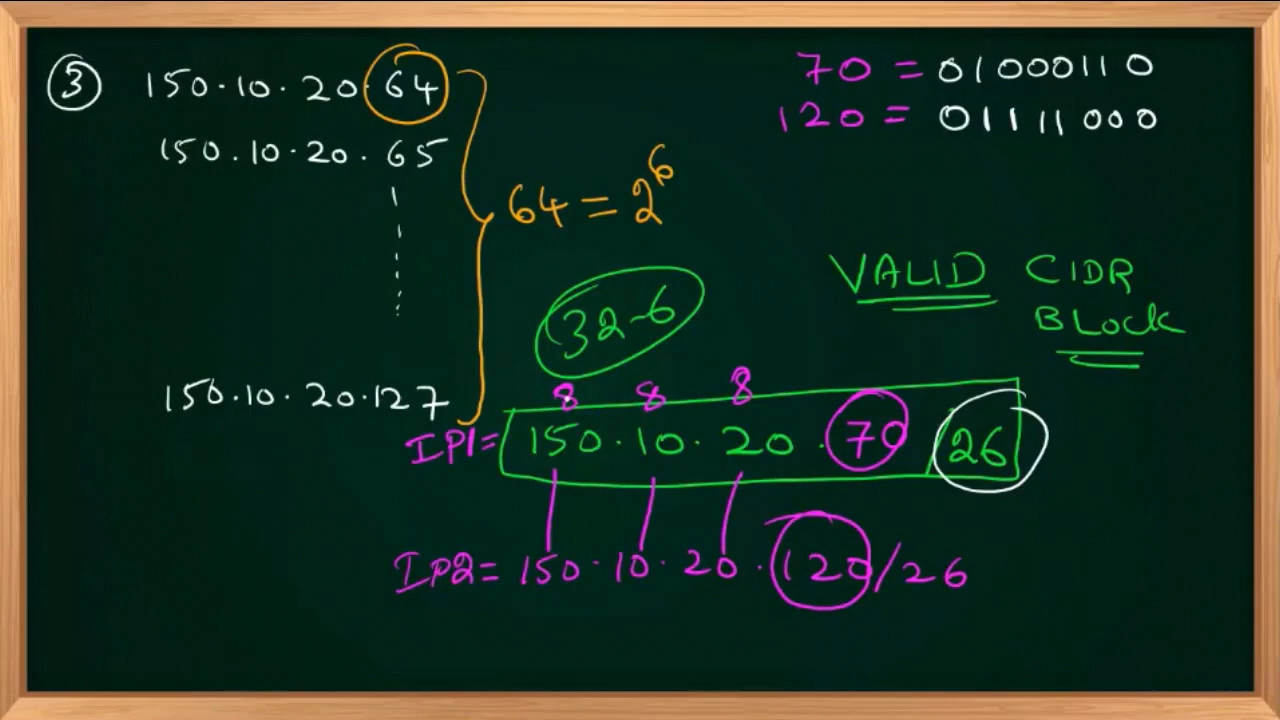 3 150.10.20.64
150.10.20.65
150.10.20.127
64 = 2^6
32-6
8 8 8
IP1= 150.10.20.70/26
IP2= 150.10.20.120/26
70 = 01000110
120 = 01111000
VALID CIDR
BLOCK